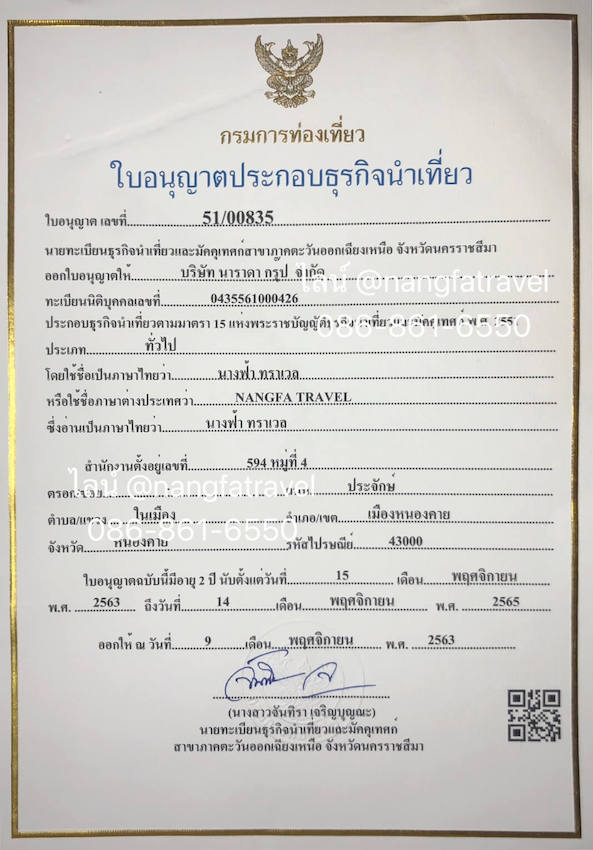 กรมการท่องเที่ยว
ใบอนุญาตประกอบธุรกิจนำเที่ยว
ใบอนุญาต เลขที่ 51/00835
นายทะเบียนธุรกิจนำเที่ยวและมัคคุเทศก์สาขาภาคตะวันออกเฉียงเหนือ จังหวัดนครราชสีมา
ออกใบอนุญาตให้ บริษัท นาราดา กรุ๊ป จำกัด
ไลน์ @nangfatravel
ทะเบียนนิติบุคคลเลขที่ 0435561000426
086-861-6550
ประกอบธุรกิจนำเที่ยวตามมาตรา 15 แห่งพระราชบัญญัติธุรกิจนำเที่ยวและมัคคุเทศก์ พ.ศ.
ประเภท ทั่วไป
โดยใช้ชื่อเป็นภาษาไทยว่า นางฟ้า ทราเวล
หรือใช้ชื่อภาษาต่างประเทศว่า NANGFA TRAVEL
ซึ่งอ่านเป็นภาษาไทยว่า นางฟ้า ทราเวล
สำนักงานตั้งอยู่เลขที่ 594 หมู่ที่ 4
ไลน์ @nangfatravel
ตรอก/ซอย ถนน ประจักษ์
ตำบล/แขวง ในเมือง อำเภอ/เขต เมืองหนองคาย
086-861-6550
จังหวัด หนองคาย รหัสไปรษณีย์ 43000
ใบอนุญาตฉบับนี้มีอายุ 2 ปี นับตั้งแต่วันที่ 15 เดือน พฤศจิกายน
พ.ศ. 2563 ถึงวันที่ 14 เดือน พฤศจิกายน พ.ศ. 2565
ออกให้ ณ วันที่ 9 เดือน พฤศจิกายน พ.ศ. 2563
(นางสาวจันทิรา เจริญบุญณะ)
นายทะเบียนธุรกิจนำเที่ยวและมัคคุเทศก์
สาขาภาคตะวันออกเฉียงเหนือ จังหวัดนครราชสีมา